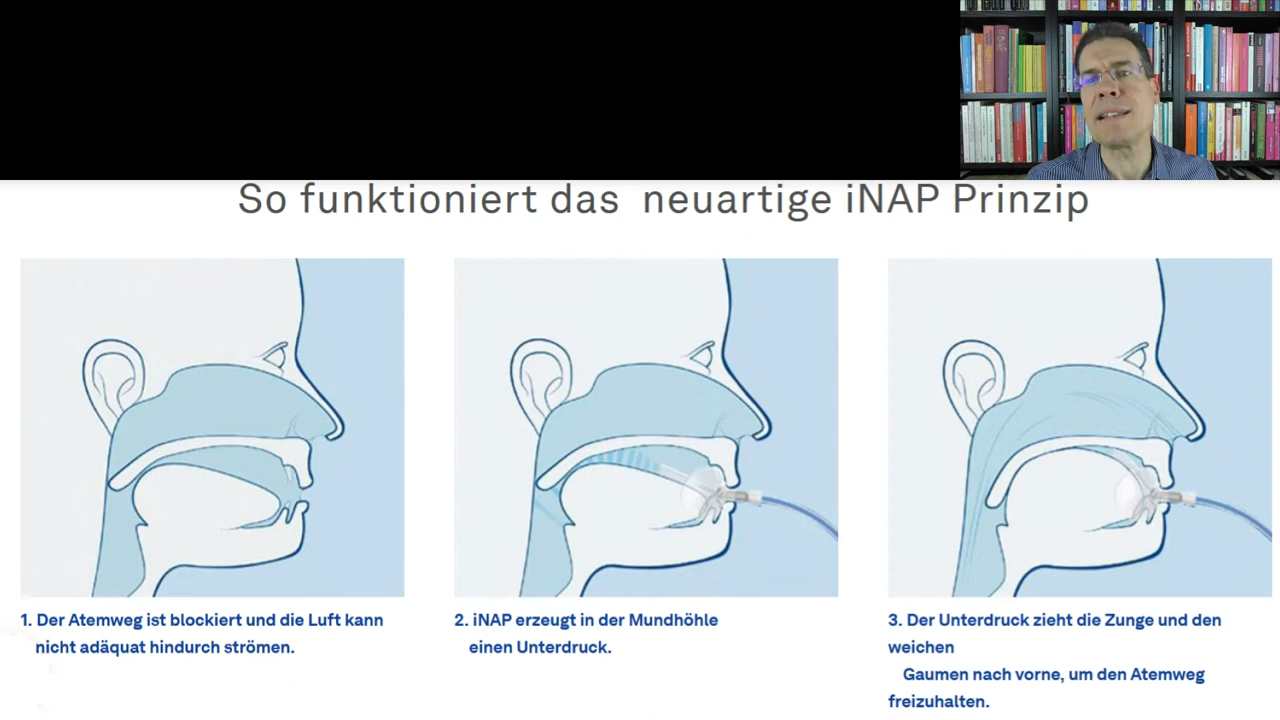 So funktioniert das neuartige iNAP Prinzip
1. Der Atemweg ist blockiert und die Luft kann
nicht adäquat hindurch strömen.
2. iNAP erzeugt in der Mundhöhle
einen Unterdruck.
3. Der Unterdruck zieht die Zunge und den
weichen
Gaumen nach vorne, um den Atemweg
freizuhalten.